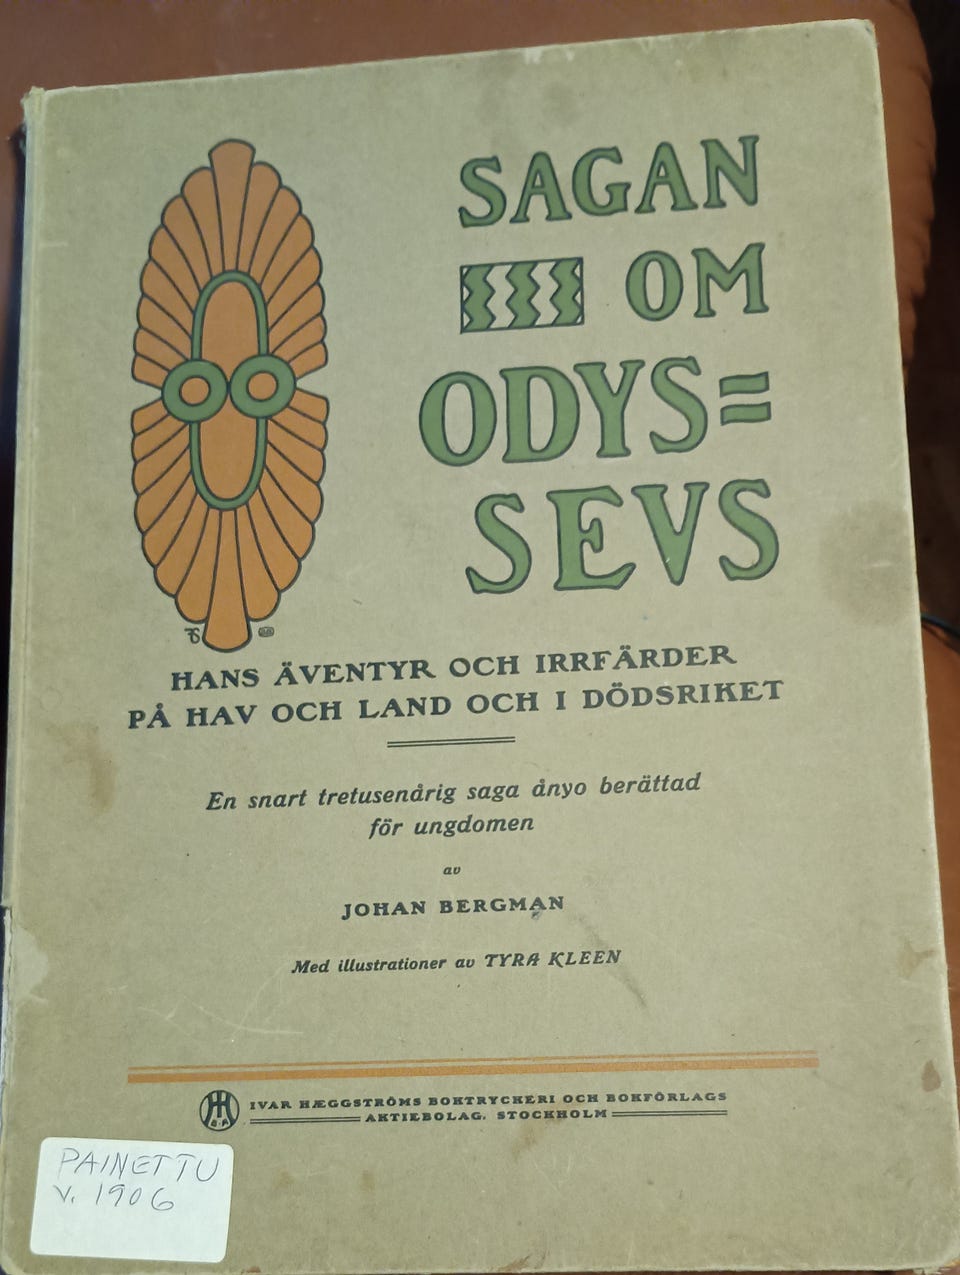 SAGAN
OM
ODYS=
SEVS
HANS ÄVENTYR OCH IRRFÄRDER
PÅ HAV OCH LAND OCH I DÖDSRIKET
En snart tretusenårig saga ånyo berättad
för ungdomen
av
JOHAN BERGMAN
Med illustrationer av TYRA KLEEN
IVAR HÆGGSTRÖMS BOKTRYCKERI OCH BOKFÖRLAGS
AKTIEBOLAG. STOCKHOLM
PAINETTU
v. 1906